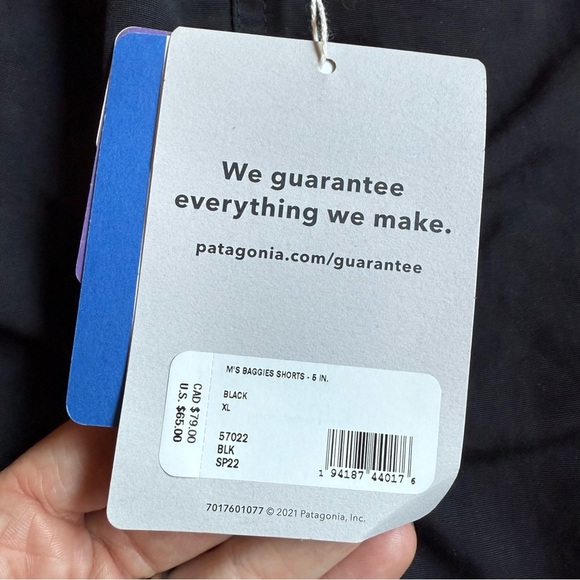 We guarantee
everything we make.
patagonia.com/guarantee
M'S BAGGIES SHORTS - 5 IN.
BLACK
XL
57022
BLK
SP22
CAD $79.00
U.S. $65.00
1 94187 44017 6
7017601077 © 2021 Patagonia, Inc.